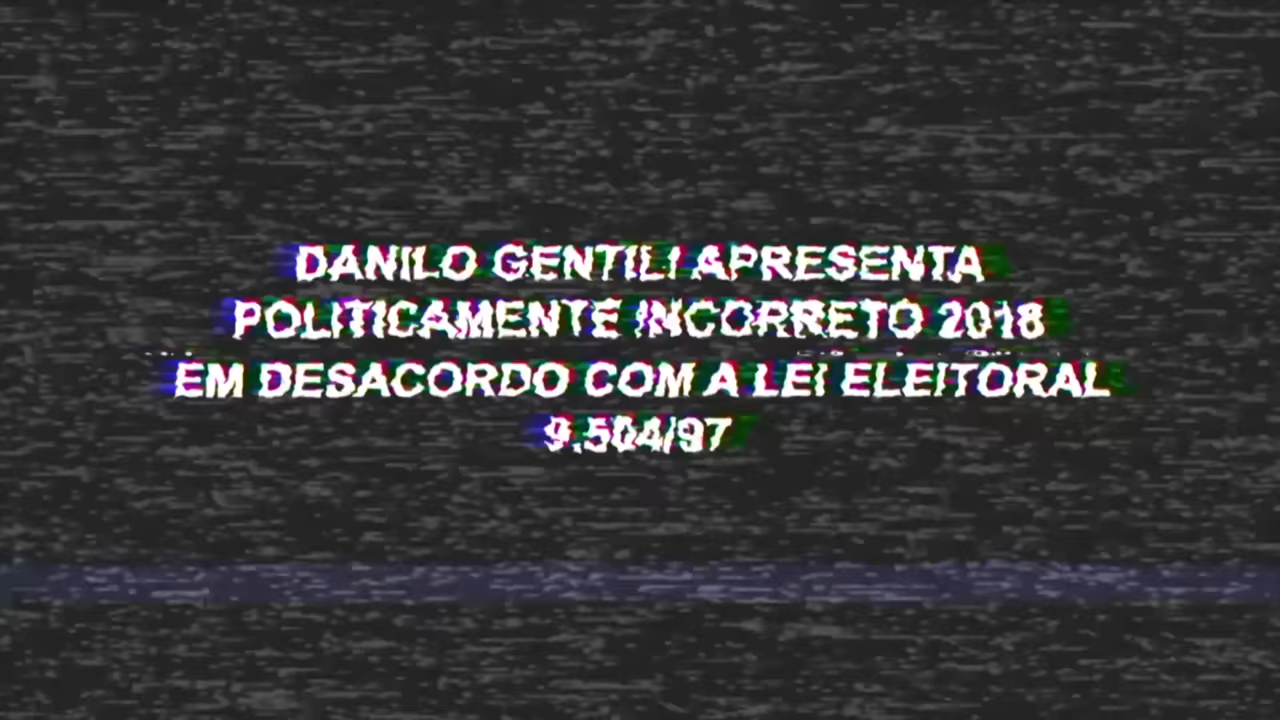 DANILO GENTILI APRESENTA
POLITICAMENTE INCORRETO 2018
EM DESACORDO COM A LEI ELEITORAL
9.504/97